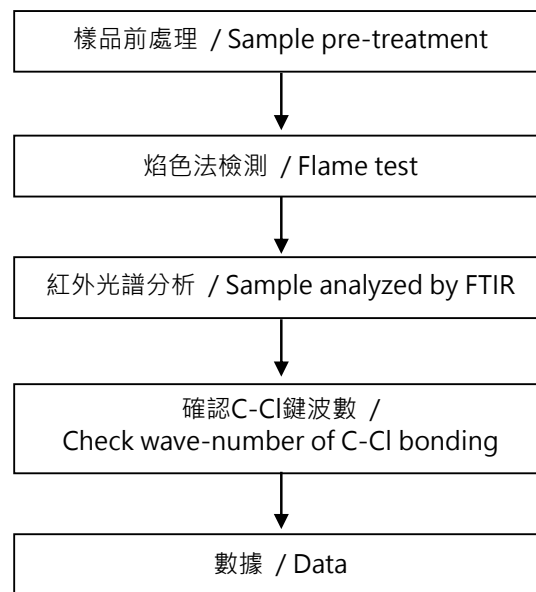 樣品前處理 / Sample pre-treatment
焰色法檢測 / Flame test
紅外光譜分析 / Sample analyzed by FTIR
確認C-Cl鍵波數 /
Check wave-number of C-Cl bonding
數據 / Data